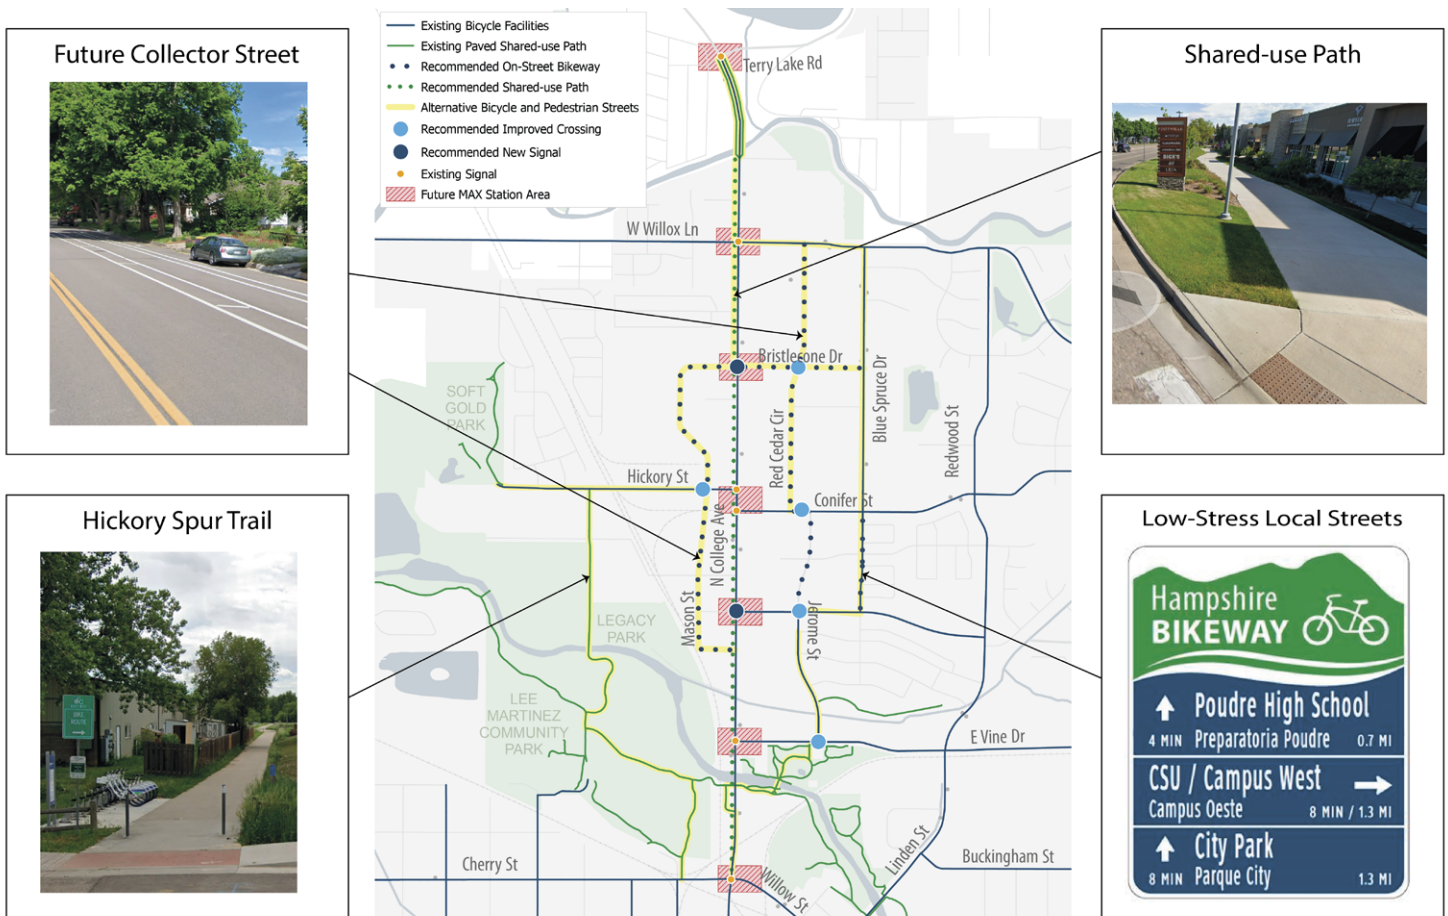 Future Collector Street
Hickory Spur Trail
Existing Bicycle Facilities
Existing Paved Shared-use Path
Recommended On-Street Bikeway
Recommended Shared-use Path
Alternative Bicycle and Pedestrian Streets
Recommended Improved Crossing
Recommended New Signal
Existing Signal
Future MAX Station Area
Terry Lake Rd
W Willox Ln
Bristlecone Dr
SOFT
GOLD
PARK
Red Cedar Cir
Blue Spruce Dr
Redwood St
Hickory St
Conifer St
N College Ave
Mason St
LEGACY
PARK
Jerome St
LEE
MARTINEZ
COMMUNITY
PARK
E Vine Dr
Cherry St
Willow St
Linden St
Buckingham St
Shared-use Path
Low-Stress Local Streets
Hampshire
BIKEWAY
Poudre High School
4 MIN Preparatoria Poudre 0.7 MI
CSU / Campus West
Campus Oeste 8 MIN / 1.3 MI
City Park
8 MIN Parque City 1.3 MI